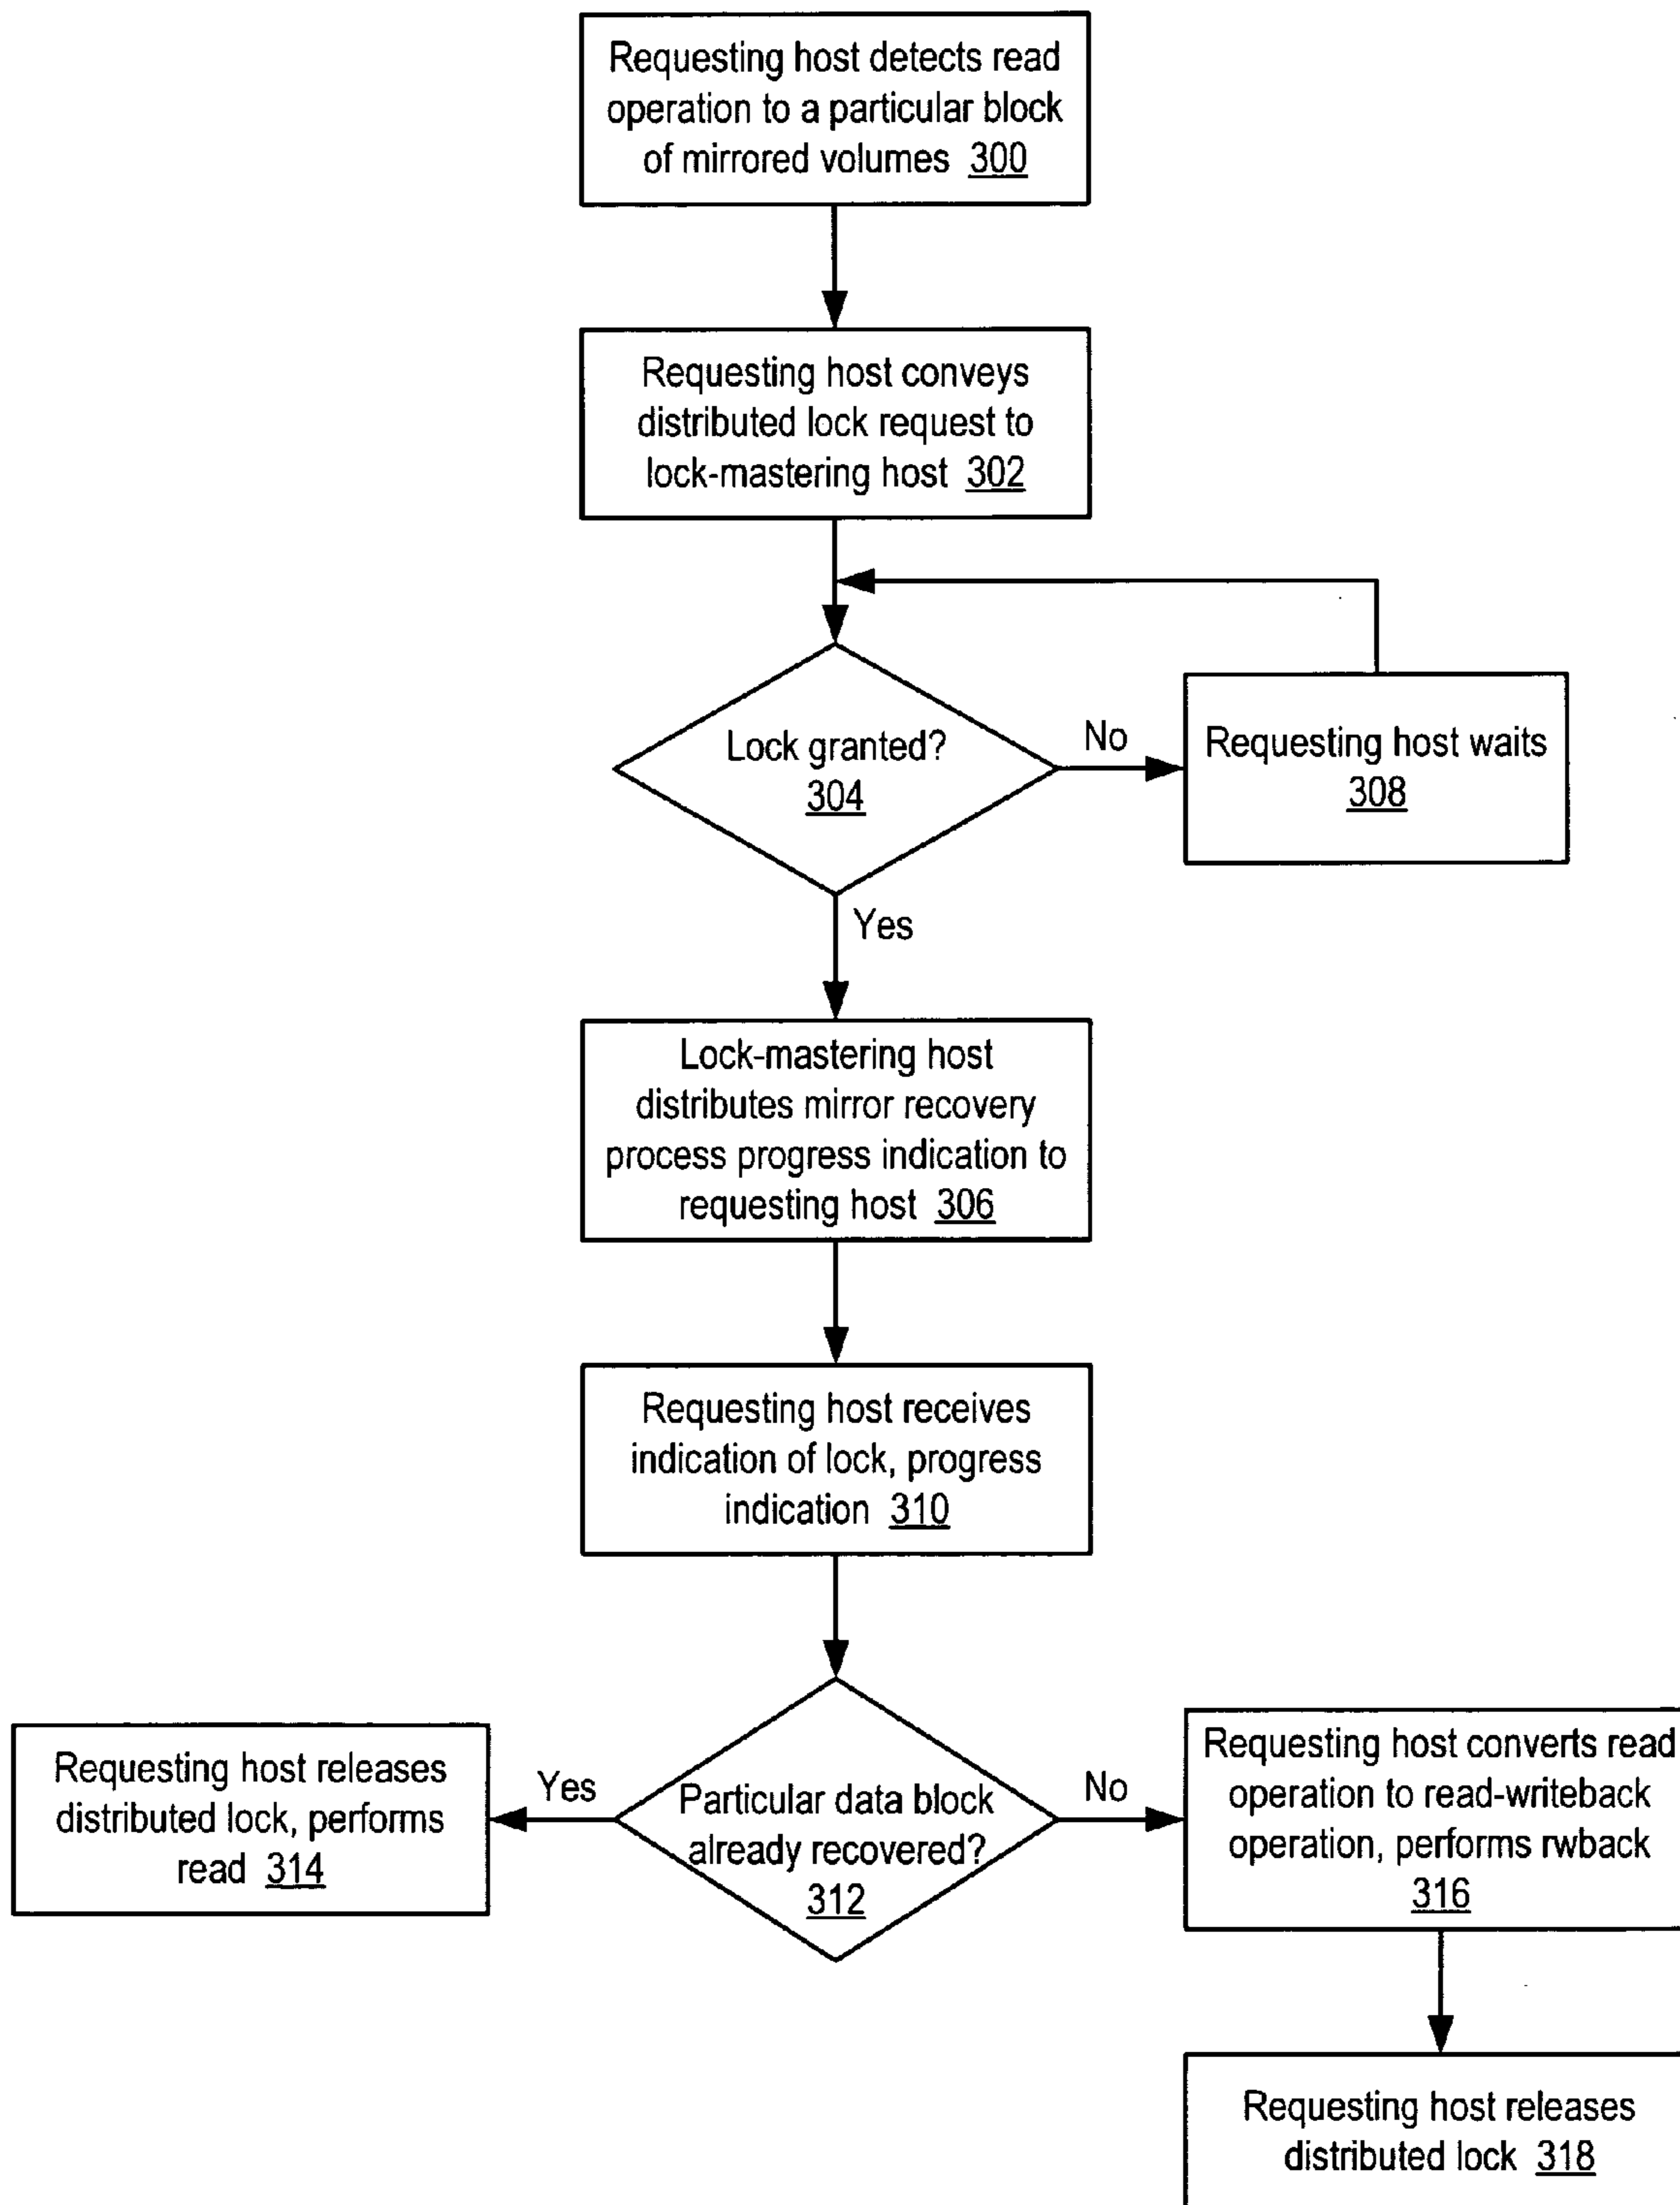 Requesting host detects read
operation to a particular block
of mirrored volumes 300
Requesting host conveys
distributed lock request to
lock-mastering host 302
Lock granted?
304
No
Requesting host waits
308
Yes
Lock-mastering host
distributes mirror recovery
process progress indication to
requesting host 306
Requesting host receives
indication of lock, progress
indication 310
Particular data block
already recovered?
312
Yes
Requesting host releases
distributed lock, performs
read 314
No
Requesting host converts read
operation to read-writeback
operation, performs rwback
316
Requesting host releases
distributed lock 318